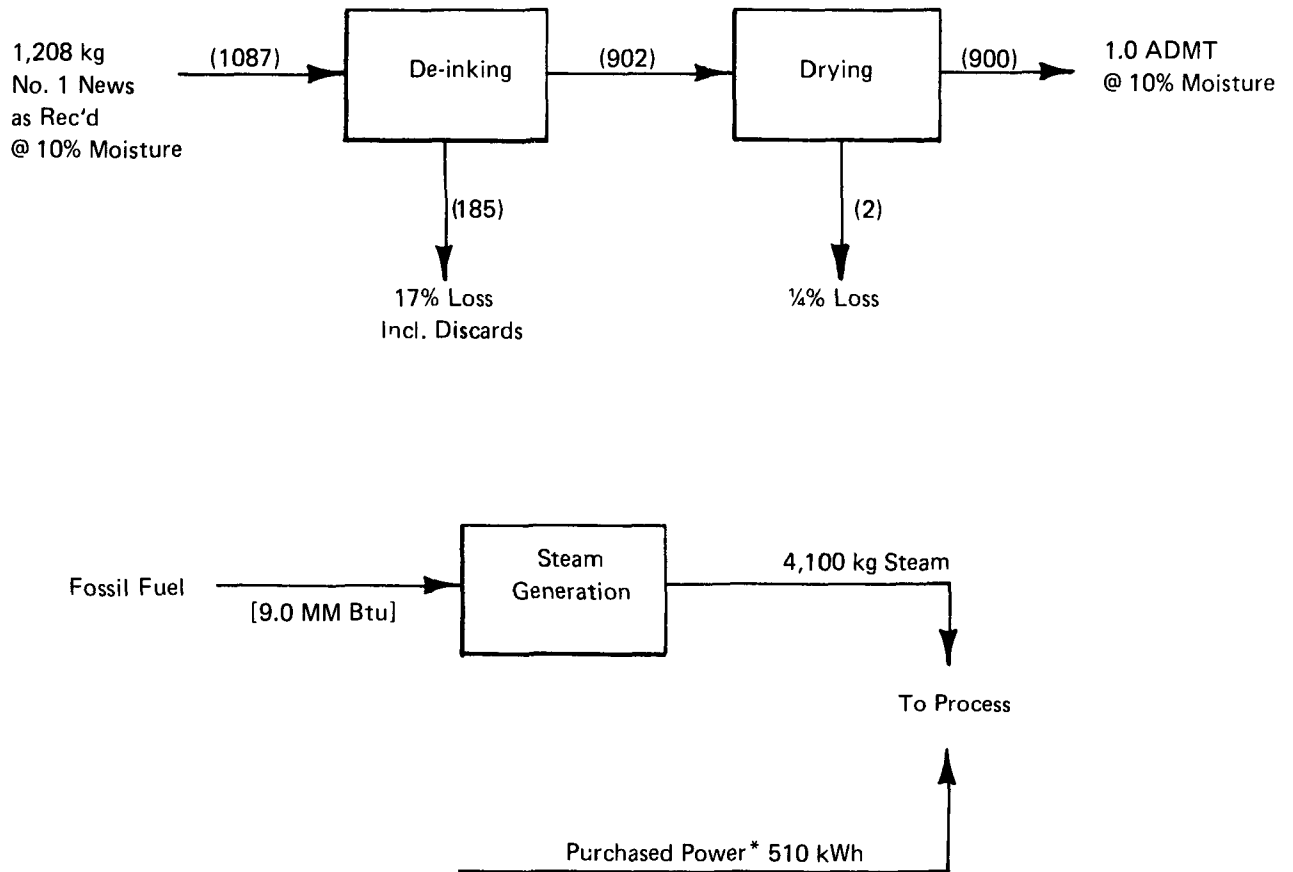 1,208 kg
No. 1 News
as Rec'd
@ 10% Moisture
(1087)
De-inking
(902)
Drying
(900)
1.0 ADMT
@ 10% Moisture
(185)
(2)
17% Loss
Incl. Discards
¼% Loss
Fossil Fuel
[9.0 MM Btu]
Steam
Generation
4,100 kg Steam
To Process
Purchased Power* 510 kWh